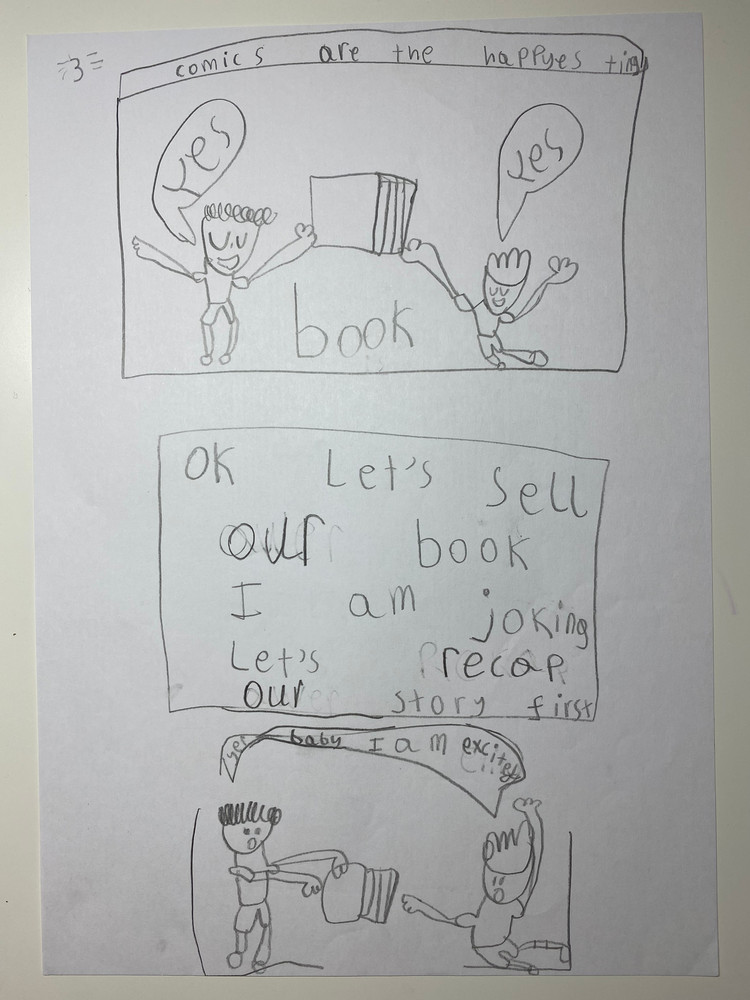 3
comics are the happyes ting
yes
yes
book
OK Let's sell
our book
I am joking
Let's recap
our story first
yes baby I am excited